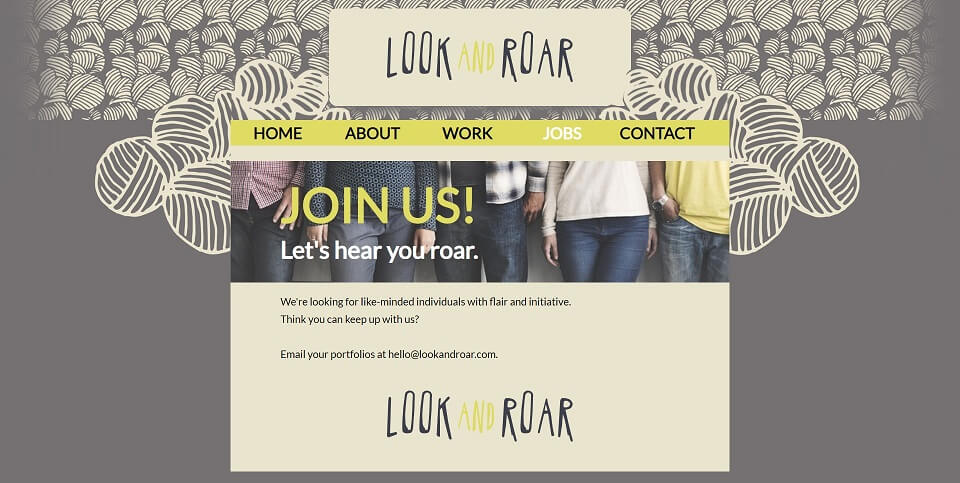 LOOK AND ROAR
HOME ABOUT WORK JOBS CONTACT
JOIN US!
Let's hear you roar.
We're looking for like-minded individuals with flair and initiative.
Think you can keep up with us?
Email your portfolios at hello@lookandroar.com.
LOOK AND ROAR